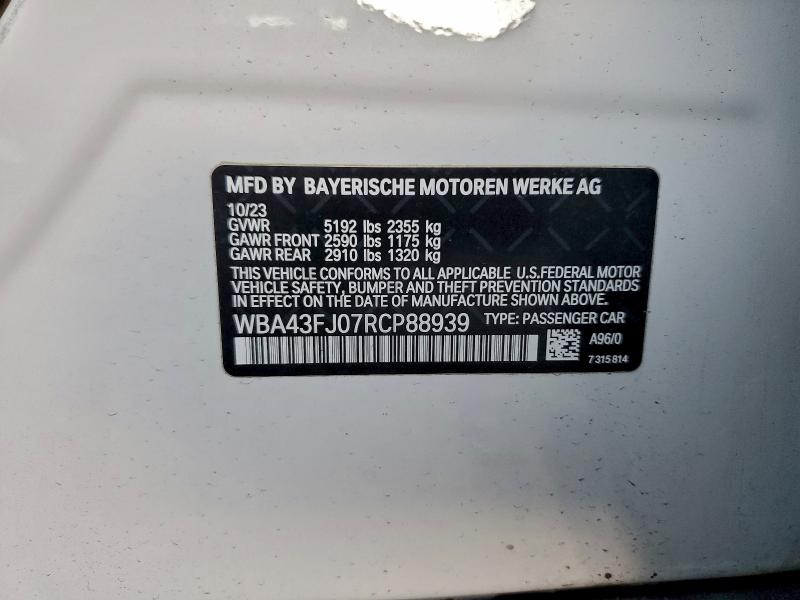 MFD BY BAYERISCHE MOTOREN WERKE AG
10/23
GVWR 5192 lbs 2355 kg
GAWR FRONT 2590 lbs 1175 kg
GAWR REAR 2910 lbs 1320 kg
THIS VEHICLE CONFORMS TO ALL APPLICABLE U.S.FEDERAL MOTOR
VEHICLE SAFETY, BUMPER AND THEFT PREVENTION STANDARDS
IN EFFECT ON THE DATE OF MANUFACTURE SHOWN ABOVE.
WBA43FJ07RCP88939 TYPE: PASSENGER CAR
A96/0
7315814